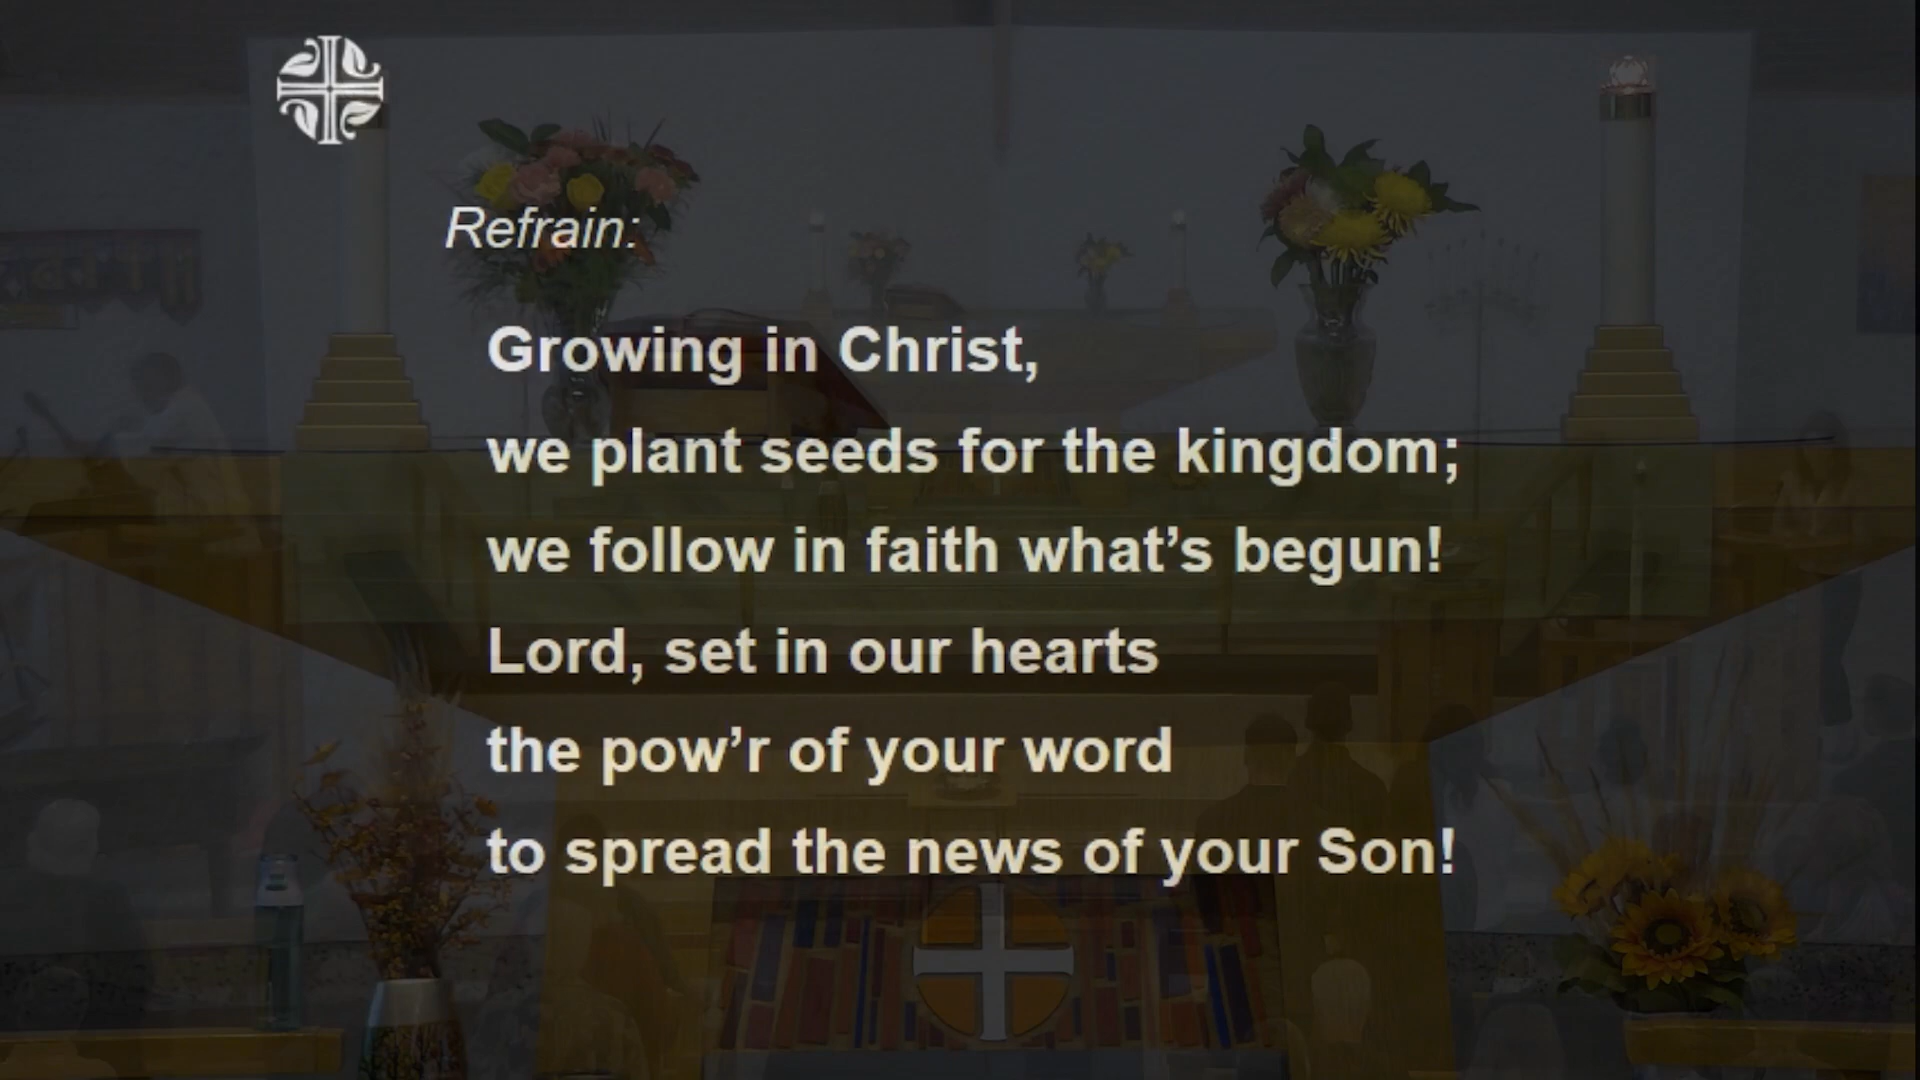 Refrain:
Growing in Christ,
we plant seeds for the kingdom;
we follow in faith what’s begun!
Lord, set in our hearts
the pow’r of your word
to spread the news of your Son!